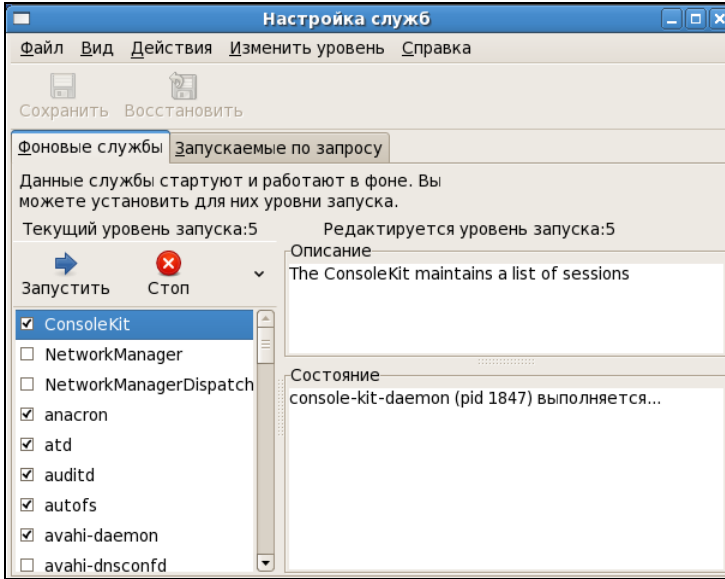 Настройка служб
Файл Вид Действия Изменить уровень Справка
Сохранить Восстановить
Фоновые службы Запускаемые по запросу
Данные службы стартуют и работают в фоне. Вы
можете установить для них уровни запуска.
Текущий уровень запуска:5 Редактируется уровень запуска:5
Запустить Стоп
ConsoleKit
NetworkManager
NetworkManagerDispatch
anacron
atd
auditd
autofs
avahi-daemon
avahi-dnsconfd
Описание
The ConsoleKit maintains a list of sessions
Состояние
console-kit-daemon (pid 1847) выполняется...